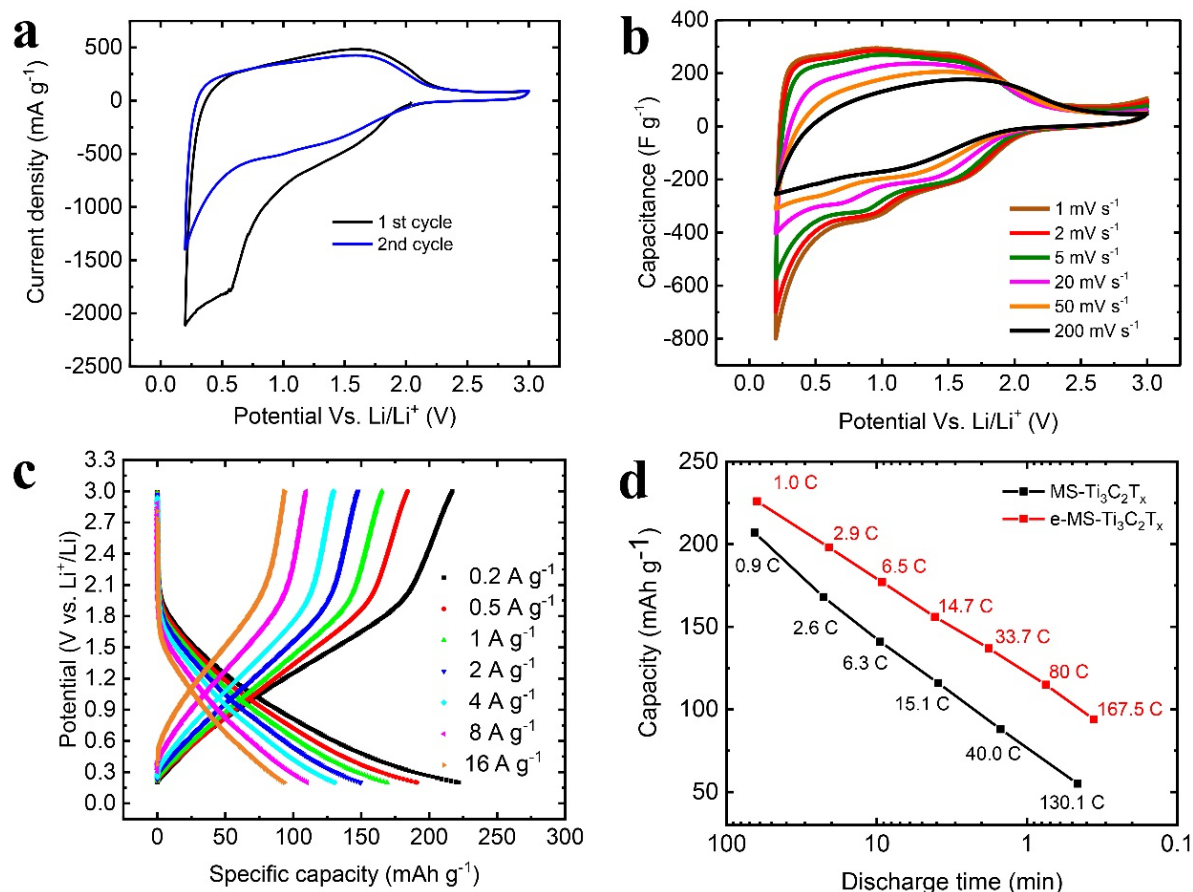 a
500
0
-500
-1000
-1500
-2000
-2500
Current density (mA g⁻¹)
1 st cycle
2nd cycle
0.0 0.5 1.0 1.5 2.0 2.5 3.0
Potential Vs. Li/Li⁺ (V)
b
400
200
0
-200
-400
-600
-800
Capacitance (F g⁻¹)
1 mV s⁻¹
2 mV s⁻¹
5 mV s⁻¹
20 mV s⁻¹
50 mV s⁻¹
200 mV s⁻¹
0.0 0.5 1.0 1.5 2.0 2.5 3.0
Potential Vs. Li/Li⁺ (V)
c
3.3
3.0
2.7
2.4
2.1
1.8
1.5
1.2
0.9
0.6
0.3
0.0
Potential (V vs. Li⁺/Li)
0.2 A g⁻¹
0.5 A g⁻¹
1 A g⁻¹
2 A g⁻¹
4 A g⁻¹
8 A g⁻¹
16 A g⁻¹
0 50 100 150 200 250 300
Specific capacity (mAh g⁻¹)
d
250
200
150
100
50
Capacity (mAh g⁻¹)
MS-Ti₃C₂Tₓ
e-MS-Ti₃C₂Tₓ
1.0 C
2.9 C
6.5 C
14.7 C
33.7 C
80 C
167.5 C
0.9 C
2.6 C
6.3 C
15.1 C
40.0 C
130.1 C
100 10 1 0.1
Discharge time (min)